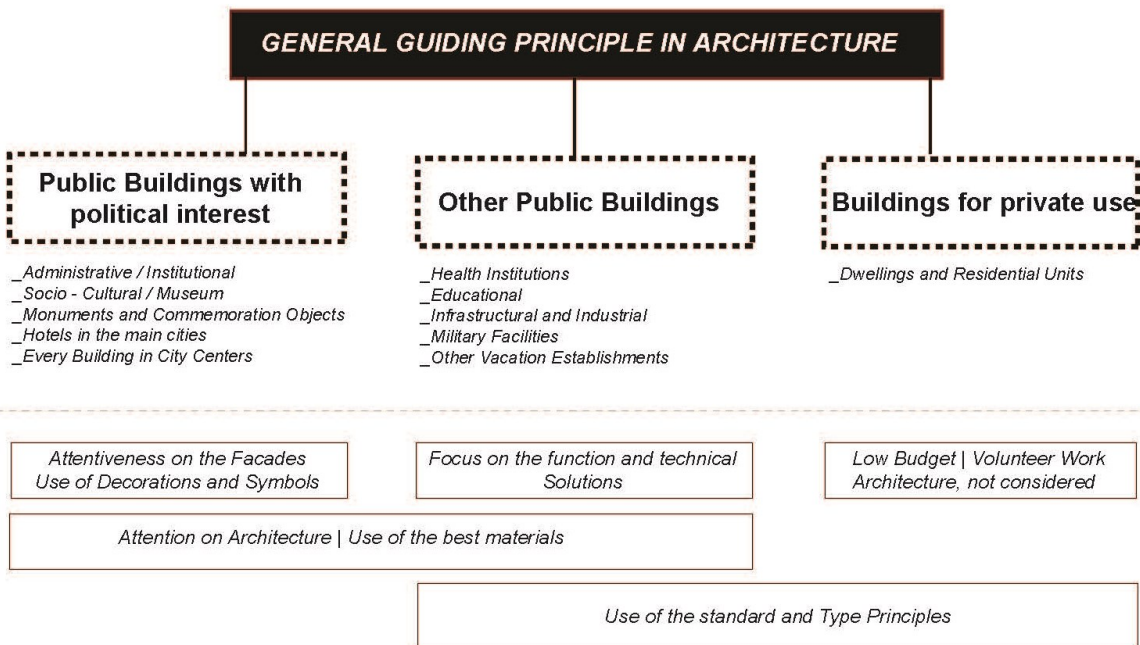 GENERAL GUIDING PRINCIPLE IN ARCHITECTURE
Public Buildings with
political interest
_Administrative / Institutional
_Socio - Cultural / Museum
_Monuments and Commemoration Objects
_Hotels in the main cities
_Every Building in City Centers
Other Public Buildings
_Health Institutions
_Educational
_Infrastructural and Industrial
_Military Facilities
_Other Vacation Establishments
Buildings for private use
_Dwellings and Residential Units
Attentiveness on the Facades
Use of Decorations and Symbols
Focus on the function and technical
Solutions
Low Budget | Volunteer Work
Architecture, not considered
Attention on Architecture | Use of the best materials
Use of the standard and Type Principles